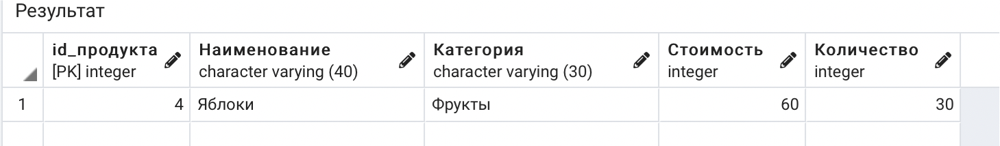 Результат
id_продукта Наименование Категория Стоимость Количество
[PK] integer character varying (40) character varying (30) integer integer
1 4 Яблоки Фрукты 60 30